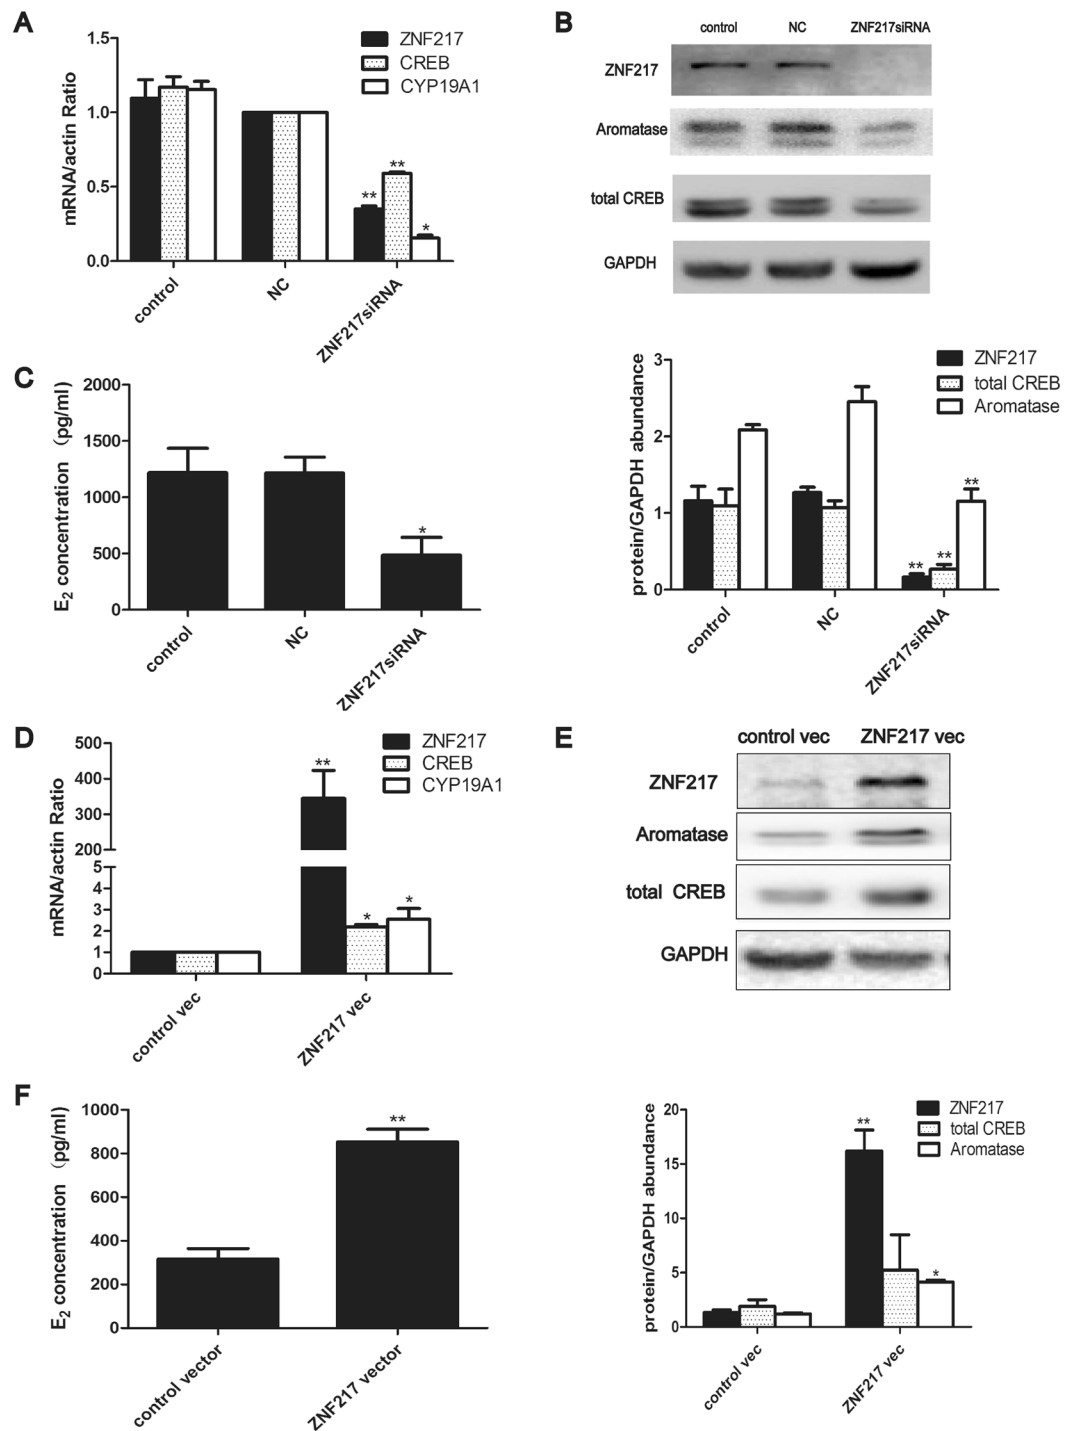 A
mRNA/actin Ratio
1.5
1.0
0.5
0.0
ZNF217
CREB
CYP19A1
**
**
*
control
NC
ZNF217siRNA
B
control NC ZNF217siRNA
ZNF217
Aromatase
total CREB
GAPDH
protein/GAPDH abundance
3
2
1
0
ZNF217
total CREB
Aromatase
**
**
**
control
NC
ZNF217siRNA
C
E2 concentration (pg/ml)
2000
1500
1000
500
0
*
control
NC
ZNF217siRNA
D
mRNA/actin Ratio
500
400
300
200
5
4
3
2
1
0
ZNF217
CREB
CYP19A1
**
*
*
control vec
ZNF217 vec
E
control vec ZNF217 vec
ZNF217
Aromatase
total CREB
GAPDH
protein/GAPDH abundance
20
15
10
5
0
ZNF217
total CREB
Aromatase
**
*
control vec
ZNF217 vec
F
E2 concentration (pg/ml)
1000
800
600
400
200
0
**
control vector
ZNF217 vector